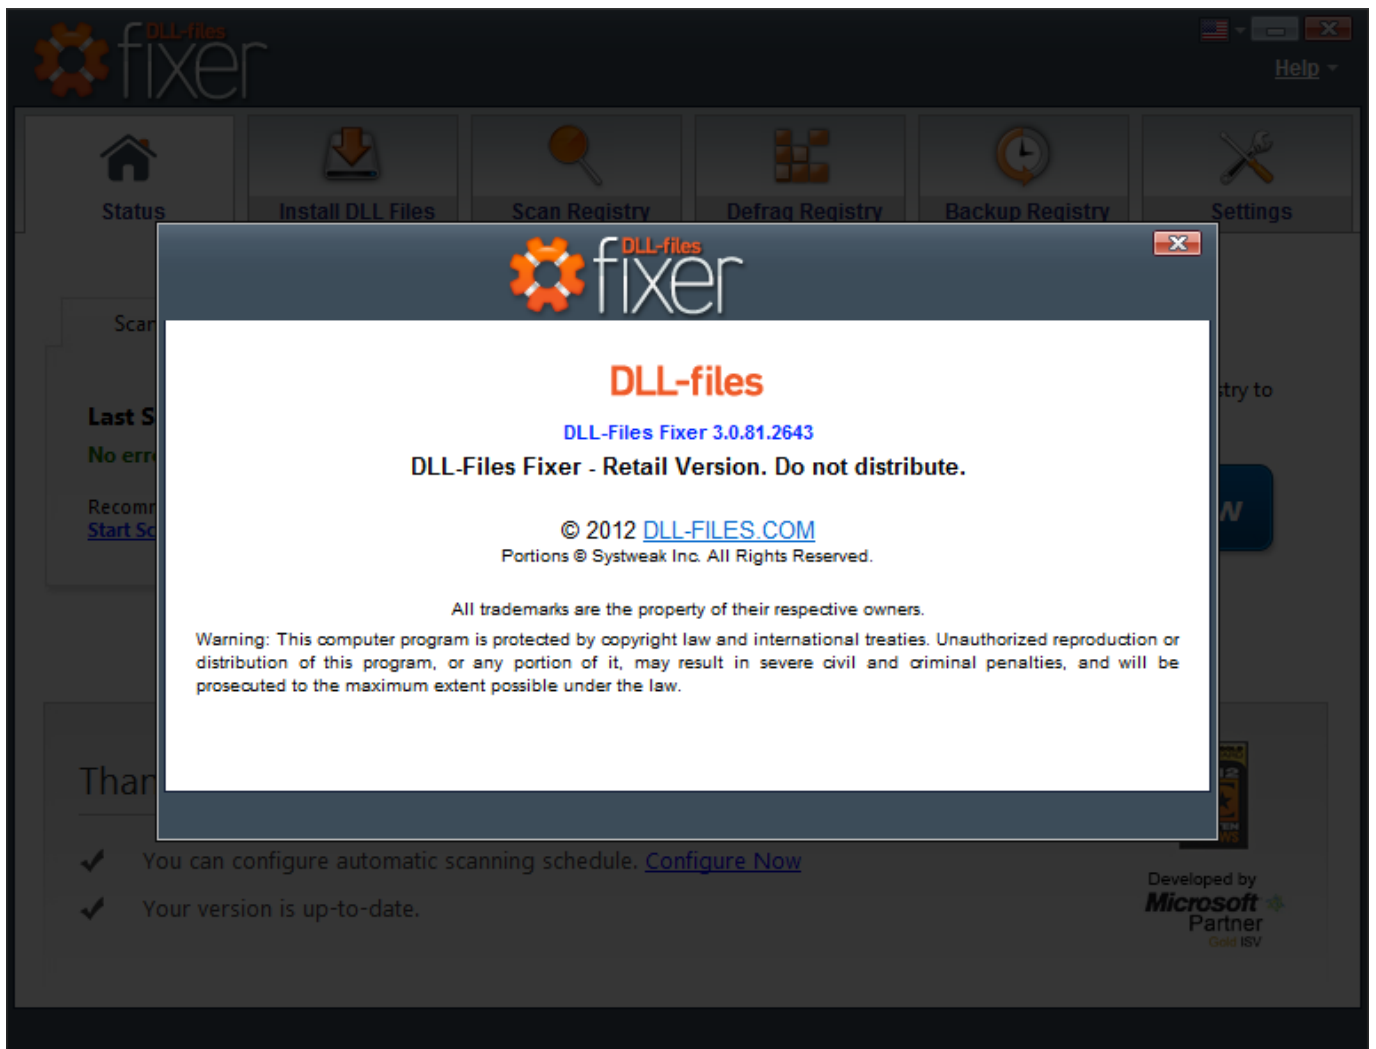 DLL-files
fixer
Help
Status
Install DLL Files
Scan Registry
Defrag Registry
Backup Registry
Settings
DLL-files
fixer
Scan
stry to
Last S
No erro
Recomm
Start Sc
W
DLL-files
DLL-Files Fixer 3.0.81.2643
DLL-Files Fixer - Retail Version. Do not distribute.
© 2012 DLL-FILES.COM
Portions © Systweak Inc. All Rights Reserved.
All trademarks are the property of their respective owners.
Warning: This computer program is protected by copyright law and international treaties. Unauthorized reproduction or
distribution of this program, or any portion of it, may result in severe civil and criminal penalties, and will be
prosecuted to the maximum extent possible under the law.
Than
You can configure automatic scanning schedule. Configure Now
Your version is up-to-date.
Developed by
Microsoft
Partner
Gold ISV